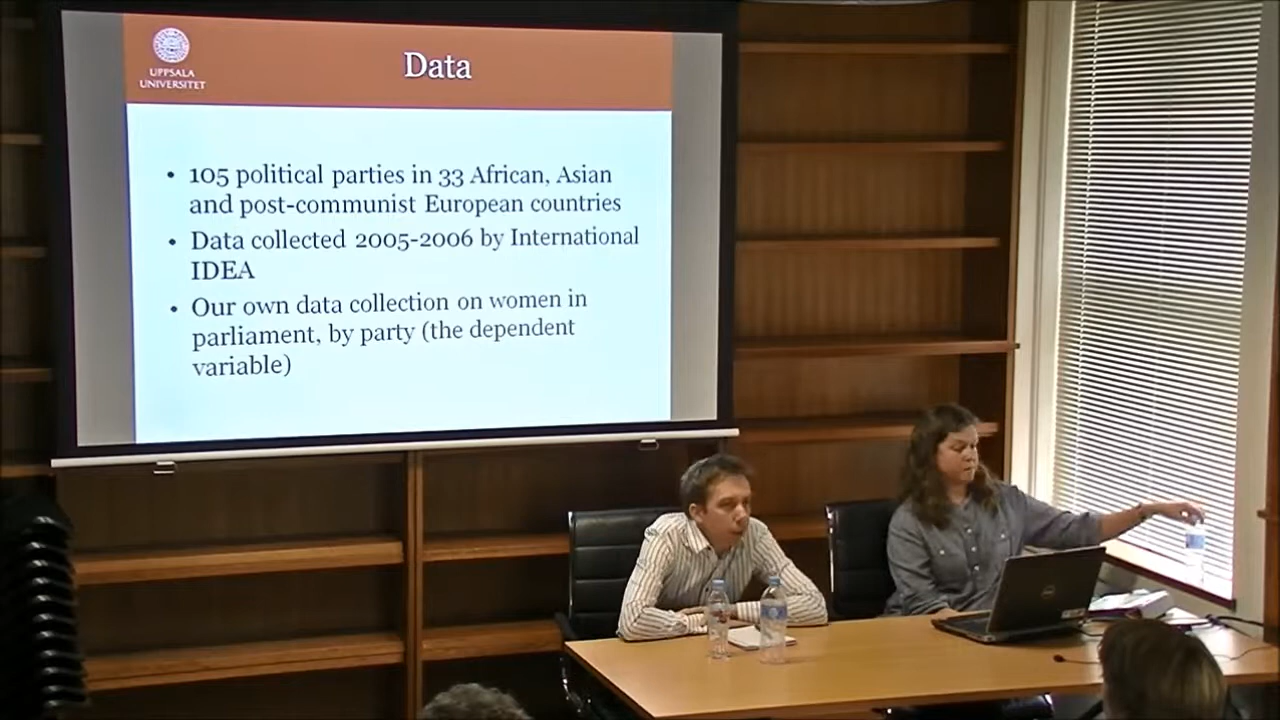 UPPSALA
UNIVERSITET
Data
• 105 political parties in 33 African, Asian
and post-communist European countries
• Data collected 2005-2006 by International
IDEA
• Our own data collection on women in
parliament, by party (the dependent
variable)